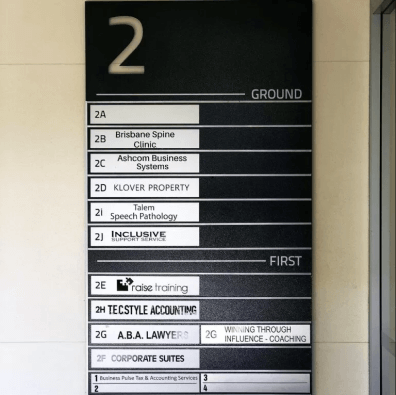 2
GROUND
2A
2B Brisbane Spine
Clinic
2C Ashcom Business
Systems
2D KLOVER PROPERTY
2i Talem
Speech Pathology
2J INCLUSIVE
SUPPORT SERVICE
FIRST
2E raise training
2H TECSTYLE ACCOUNTING
2G A.B.A. LAWYERS 2G WINNING THROUGH
INFLUENCE - COACHING
2F CORPORATE SUITES
1 Business Pulse Tax & Accounting Services 3
2 4